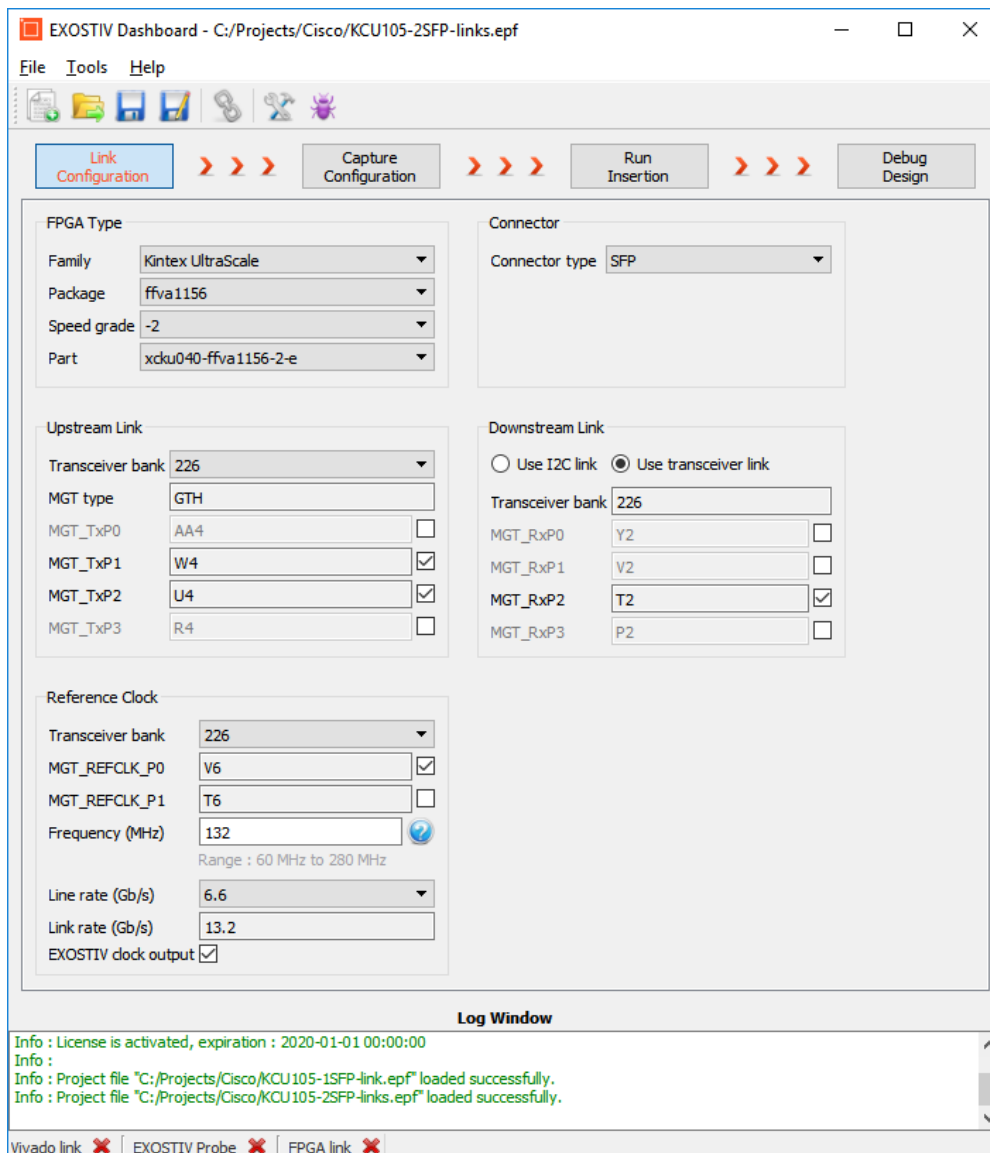 EXOSTIV Dashboard - C:/Projects/Cisco/KCU105-2SFP-links.epf
File Tools Help
Link Configuration
Capture Configuration
Run Insertion
Debug Design
FPGA Type
Family Kintex UltraScale
Package ffva1156
Speed grade -2
Part xcku040-ffva1156-2-e
Connector
Connector type SFP
Upstream Link
Transceiver bank 226
MGT type GTH
MGT_TxP0 AA4
MGT_TxP1 W4
MGT_TxP2 U4
MGT_TxP3 R4
Downstream Link
Use I2C link Use transceiver link
Transceiver bank 226
MGT_RxP0 Y2
MGT_RxP1 V2
MGT_RxP2 T2
MGT_RxP3 P2
Reference Clock
Transceiver bank 226
MGT_REFCLK_P0 V6
MGT_REFCLK_P1 T6
Frequency (MHz) 132
Range : 60 MHz to 280 MHz
Line rate (Gb/s) 6.6
Link rate (Gb/s) 13.2
EXOSTIV clock output
Log Window
Info : License is activated, expiration : 2020-01-01 00:00:00
Info :
Info : Project file "C:/Projects/Cisco/KCU105-1SFP-link.epf" loaded successfully.
Info : Project file "C:/Projects/Cisco/KCU105-2SFP-links.epf" loaded successfully.
Vivado link EXOSTIV Probe FPGA link